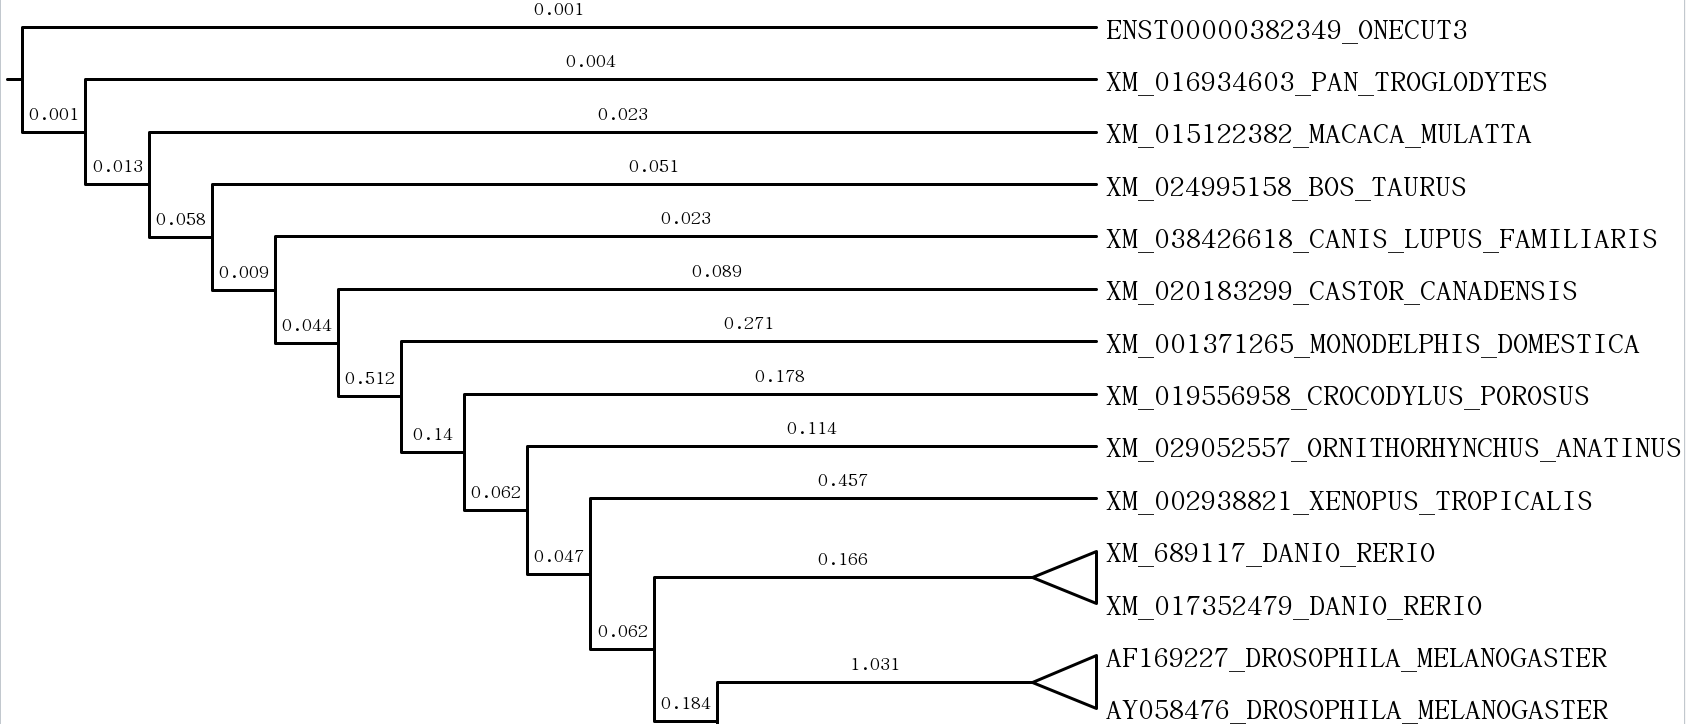 0.001
ENST00000382349_ONECUT3
0.004
XM_016934603_PAN_TROGLODYTES
0.001
0.023
XM_015122382_MACACA_MULATTA
0.013
0.051
XM_024995158_BOS_TAURUS
0.058
0.023
XM_038426618_CANIS_LUPUS_FAMILIARIS
0.009
0.089
XM_020183299_CASTOR_CANADENSIS
0.044
0.271
XM_001371265_MONODELPHIS_DOMESTICA
0.512
0.178
XM_019556958_CROCODYLUS_POROSUS
0.14
0.114
XM_029052557_ORNITHORHYNCHUS_ANATINUS
0.062
0.457
XM_002938821_XENOPUS_TROPICALIS
0.047
0.166
XM_689117_DANIO_RERIO
XM_017352479_DANIO_RERIO
0.062
1.031
AF169227_DROSOPHILA_MELANOGASTER
0.184
AY058476_DROSOPHILA_MELANOGASTER